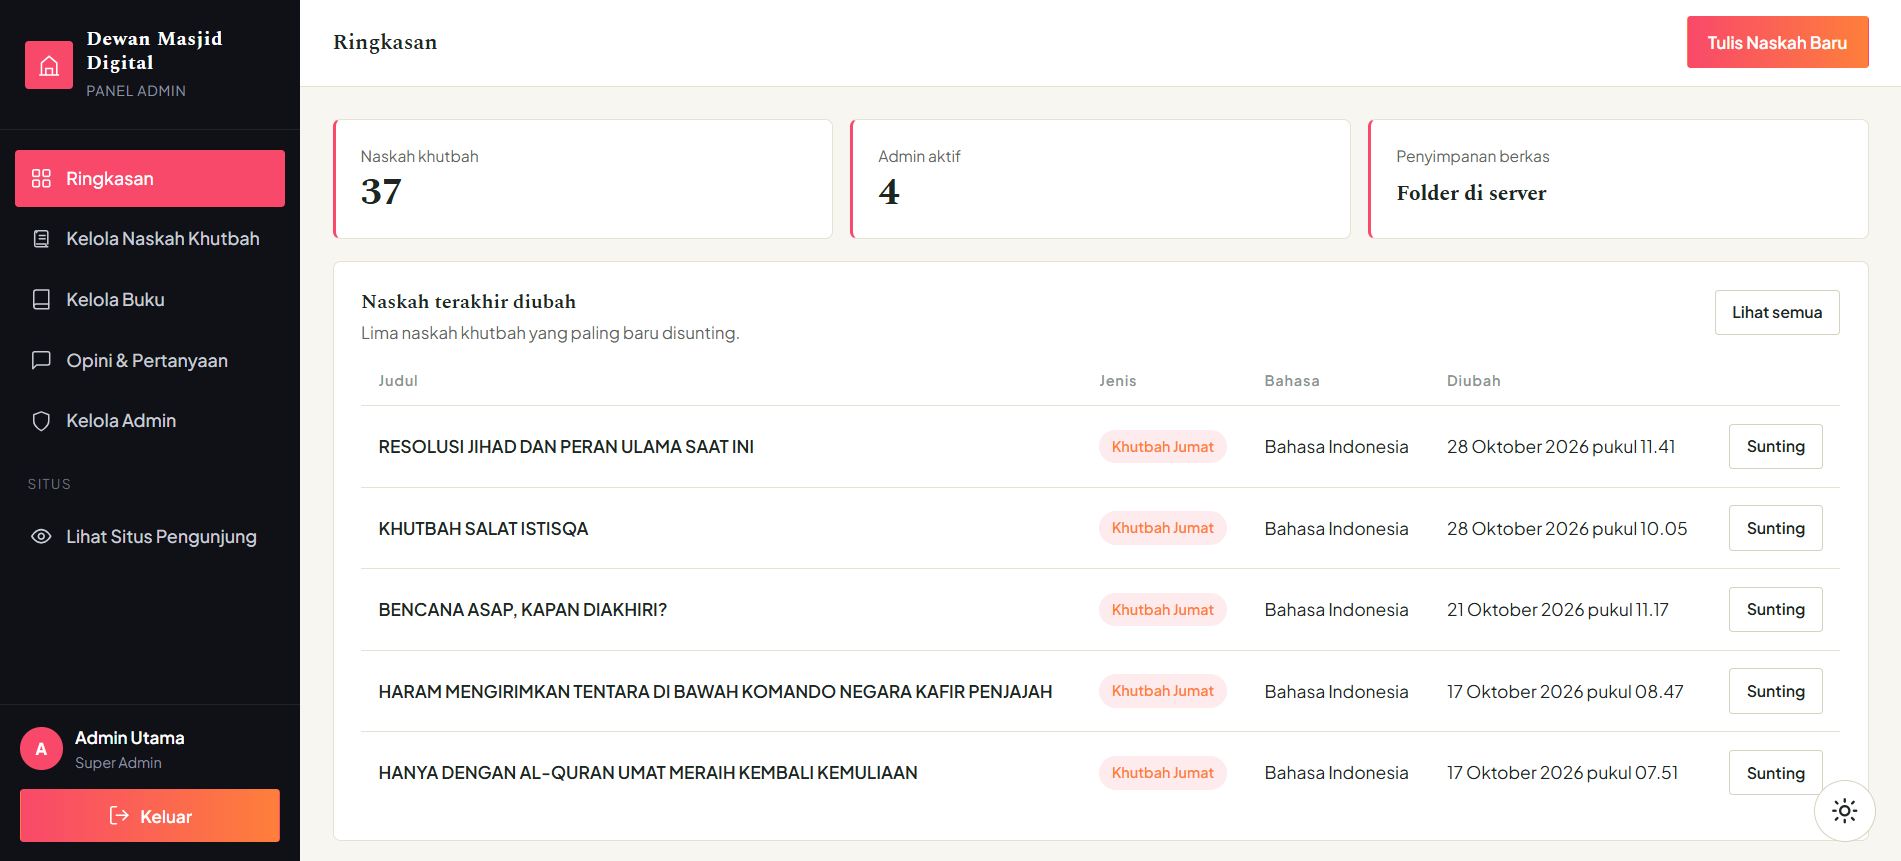 Dewan Masjid
Digital
PANEL ADMIN
Ringkasan
Kelola Naskah Khutbah
Kelola Buku
Opini & Pertanyaan
Kelola Admin
SITUS
Lihat Situs Pengunjung
A
Admin Utama
Super Admin
Keluar
Ringkasan
Tulis Naskah Baru
Naskah khutbah
37
Admin aktif
4
Penyimpanan berkas
Folder di server
Naskah terakhir diubah
Lima naskah khutbah yang paling baru disunting.
Lihat semua
Judul Jenis Bahasa Diubah
RESOLUSI JIHAD DAN PERAN ULAMA SAAT INI Khutbah Jumat Bahasa Indonesia 28 Oktober 2026 pukul 11.41 Sunting
KHUTBAH SALAT ISTISQA Khutbah Jumat Bahasa Indonesia 28 Oktober 2026 pukul 10.05 Sunting
BENCANA ASAP, KAPAN DIAKHIRI? Khutbah Jumat Bahasa Indonesia 21 Oktober 2026 pukul 11.17 Sunting
HARAM MENGIRIMKAN TENTARA DI BAWAH KOMANDO NEGARA KAFIR PENJAJAH Khutbah Jumat Bahasa Indonesia 17 Oktober 2026 pukul 08.47 Sunting
HANYA DENGAN AL-QURAN UMAT MERAIH KEMBALI KEMULIAAN Khutbah Jumat Bahasa Indonesia 17 Oktober 2026 pukul 07.51 Sunting